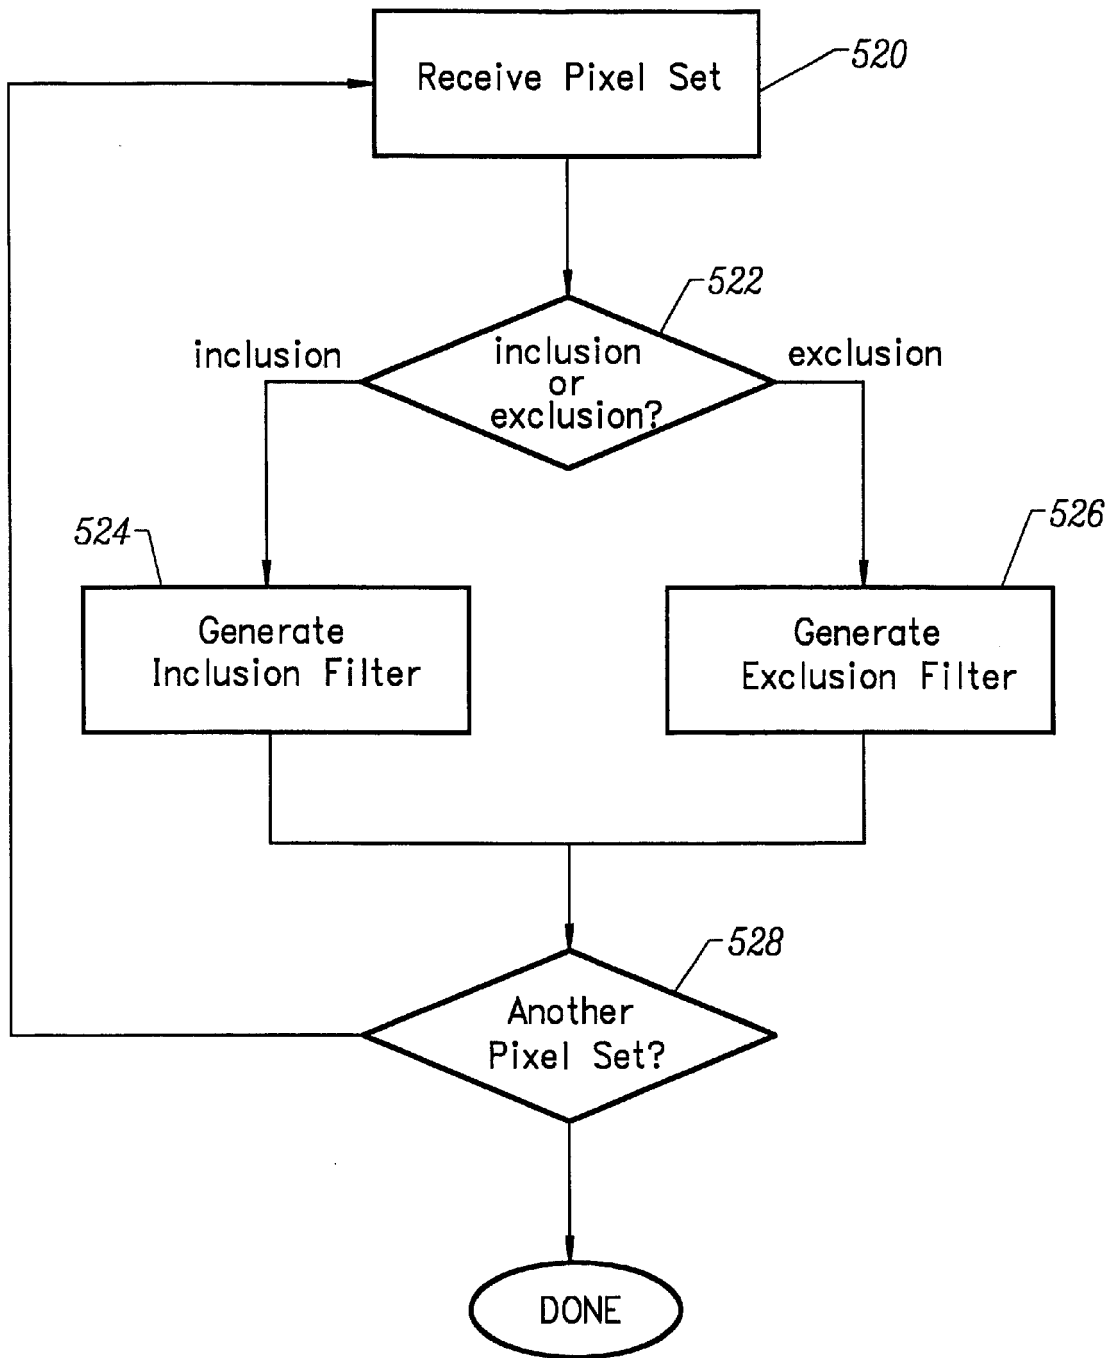 Receive Pixel Set
520
522
inclusion
inclusion
or
exclusion?
exclusion
524
526
Generate
Inclusion Filter
Generate
Exclusion Filter
528
Another
Pixel Set?
DONE